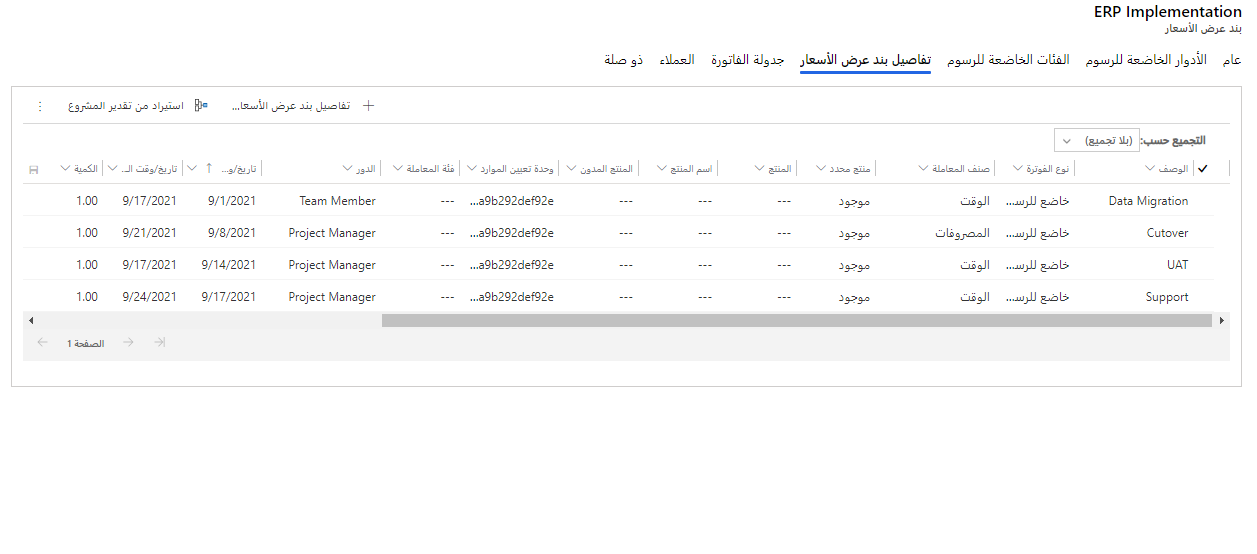 ERP Implementation
بند عرض الأسعار
عام الأدوار الخاضعة للرسوم الفئات الخاضعة للرسوم تفاصيل بند عرض الأسعار جدولة الفاتورة العملاء ذو صلة
تفاصيل بند عرض الأسعا... استيراد من تقدير المشروع
التجميع حسب: (بلا تجميع)
الوصف نوع الفوترة صنف المعاملة منتج محدد المنتج اسم المنتج المنتج المدون وحدة تعيين الموارد فئة المعاملة الدور تاريخ/و... تاريخ/وقت الـ... الكمية
Data Migration خاضع للرسـ... الوقت موجود --- --- --- ...a9b292def92e --- Team Member 9/1/2021 9/17/2021 1.00
Cutover خاضع للرسـ... المصروفات موجود --- --- --- ...a9b292def92e --- Project Manager 9/8/2021 9/21/2021 1.00
UAT خاضع للرسـ... الوقت موجود --- --- --- ...a9b292def92e --- Project Manager 9/14/2021 9/17/2021 1.00
Support خاضع للرسـ... الوقت موجود --- --- --- ...a9b292def92e --- Project Manager 9/17/2021 9/24/2021 1.00
الصفحة 1